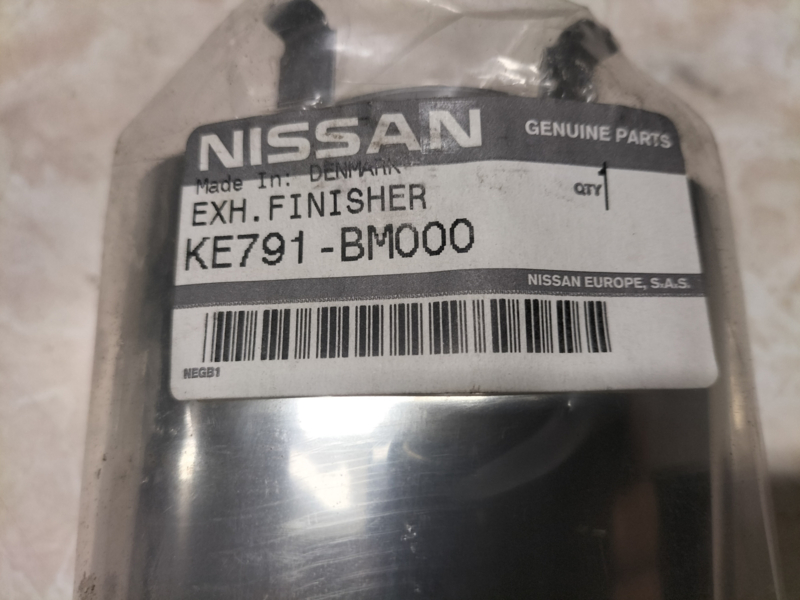 NISSAN GENUINE PARTS
Made In: DENMARK
EXH.FINISHER QTY 1
KE791-BM000
NISSAN EUROPE, S.A.S.
NEGB1